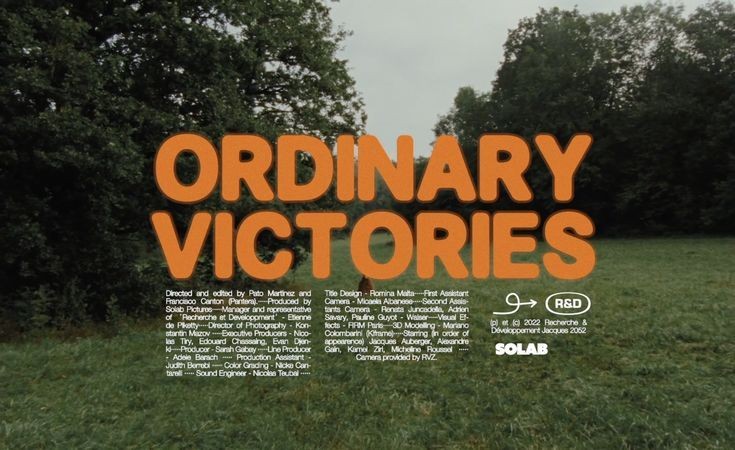 ORDINARY
VICTORIES
Directed and edited by Pato Martinez and
Francisco Canton (Pantera).·····Produced by
Solab Pictures·····Manager and representative
of 'Recherche et Developpment' - Etienne
de Piketty·····Director of Photography - Kon-
stantin Mazov ·····Executive Producers - Nico-
las Tiry, Edouard Chassaing, Evan Djen-
ki·····Producer - Sarah Gabay ·····Line Producer
- Adele Barach ····· Production Assistant -
Judith Berrebi ····· Color Grading - Nicke Can-
tarelli ····· Sound Engineer - Nicolas Teubal ·····
Title Design - Romina Malta·····First Assistant
Camera - Micaela Albanese·····Second Assis-
tants Camera - Renata Juncadella, Adrien
Savary, Pauline Guyot - Walser·····Visual Ef-
fects - FIRM Paris·····3D Modelling - Mariano
Colombarini (Kiframe)·····Starring (in order of
appearence) Jacques Auberger, Alexandre
Gain, Kamel Ziri, Micheline Roussel ·····
Camera provided by RVZ.
R&D
(p) et (c) 2022 Recherche &
Développement Jacques 2052
SOLAB